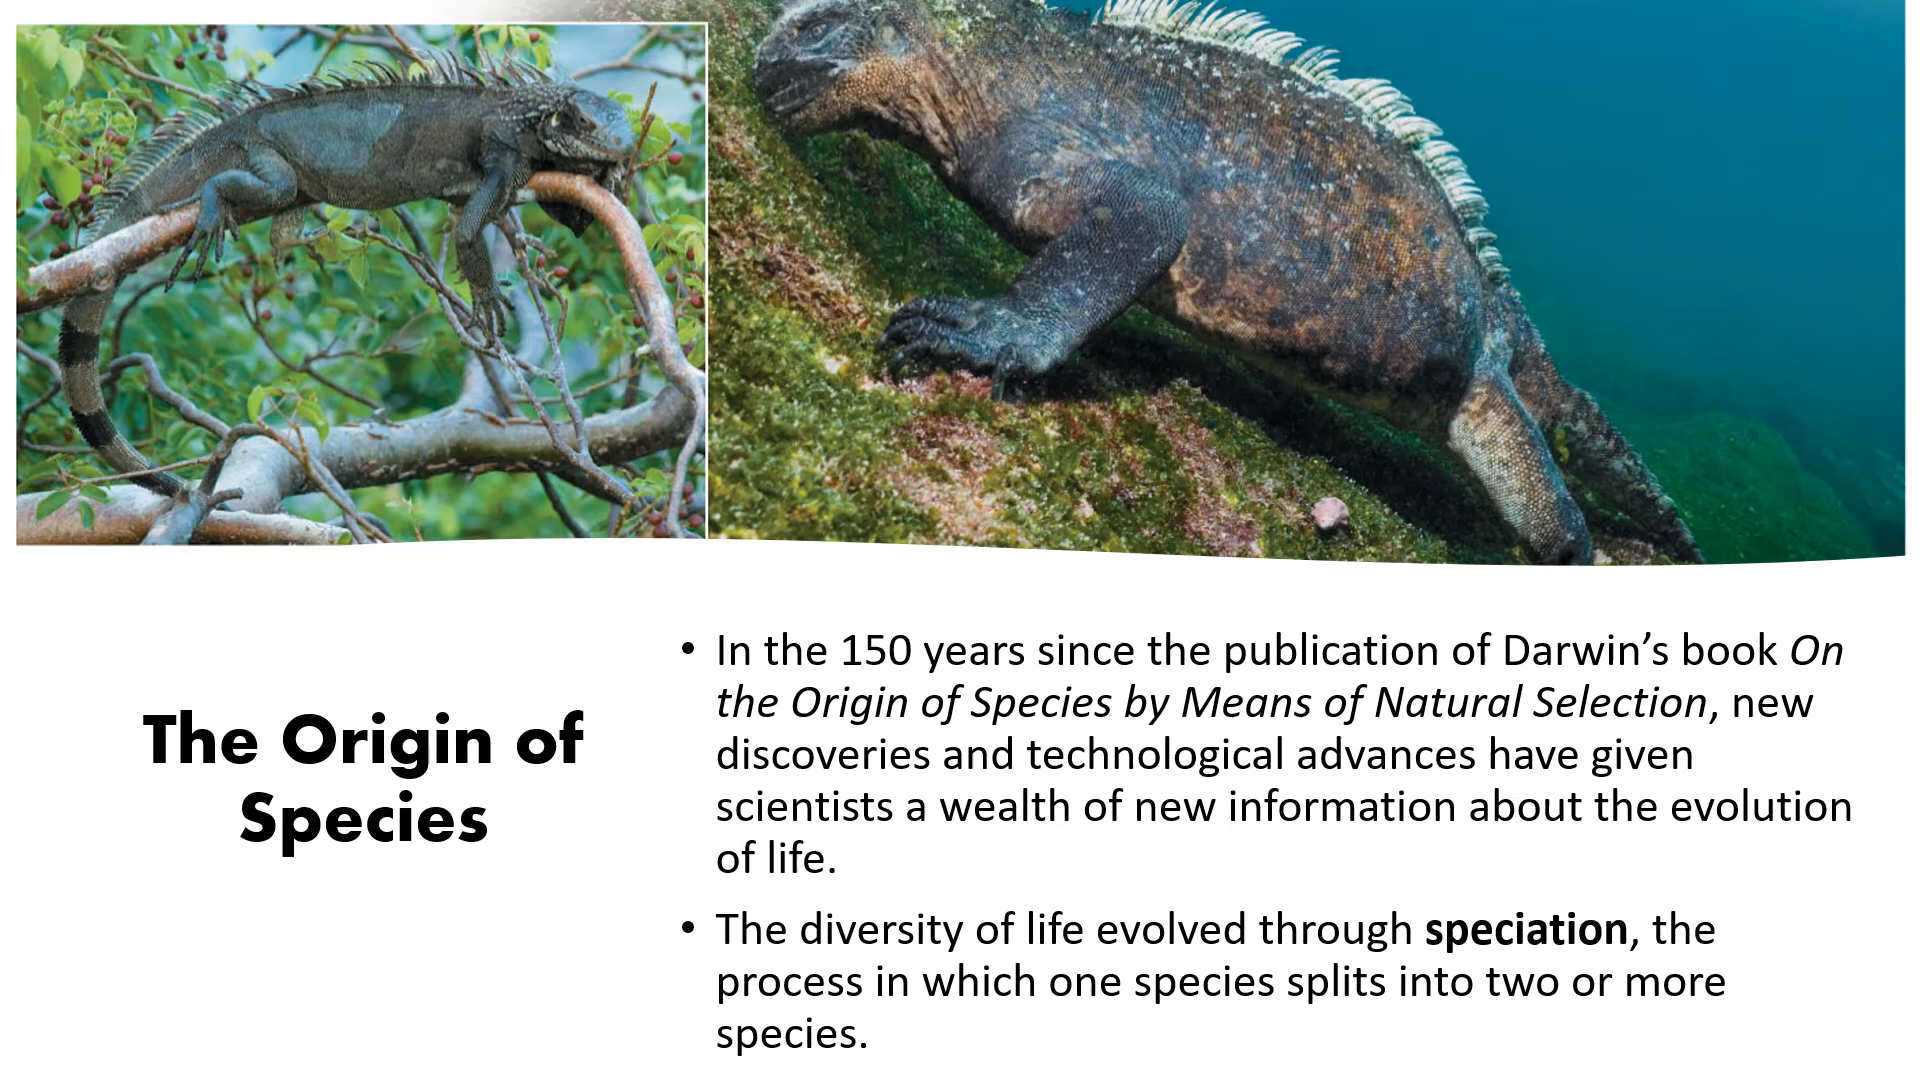 The Origin of
Species
• In the 150 years since the publication of Darwin’s book On
the Origin of Species by Means of Natural Selection, new
discoveries and technological advances have given
scientists a wealth of new information about the evolution
of life.
• The diversity of life evolved through speciation, the
process in which one species splits into two or more
species.